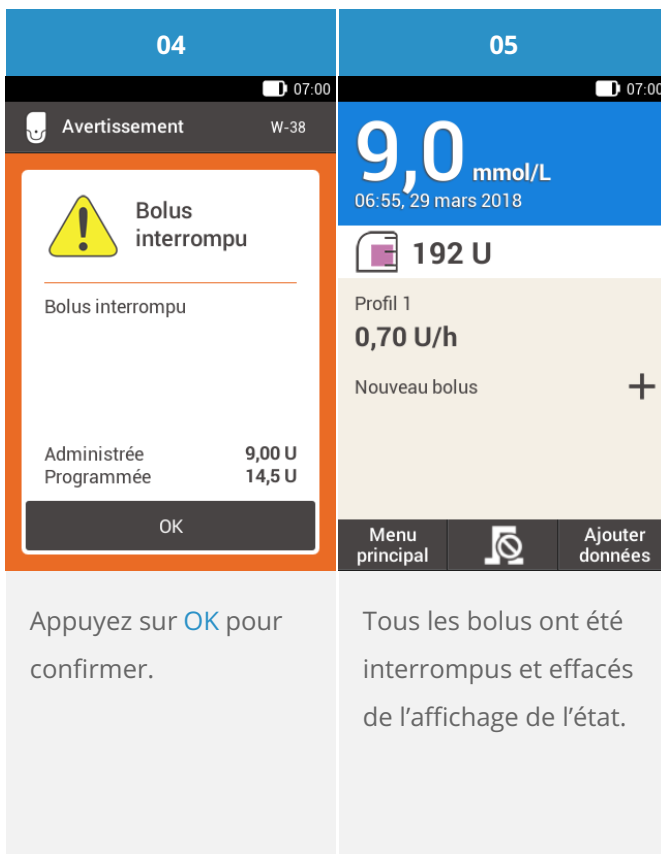 04
07:00
Avertissement W-38
Bolus
interrompu
Bolus interrompu
Administrée 9,00 U
Programmée 14,5 U
OK
Appuyez sur OK pour
confirmer.
05
07:00
9,0 mmol/L
06:55, 29 mars 2018
192 U
Profil 1
0,70 U/h
Nouveau bolus +
Menu
principal
Ajouter
données
Tous les bolus ont été
interrompus et effacés
de l’affichage de l’état.